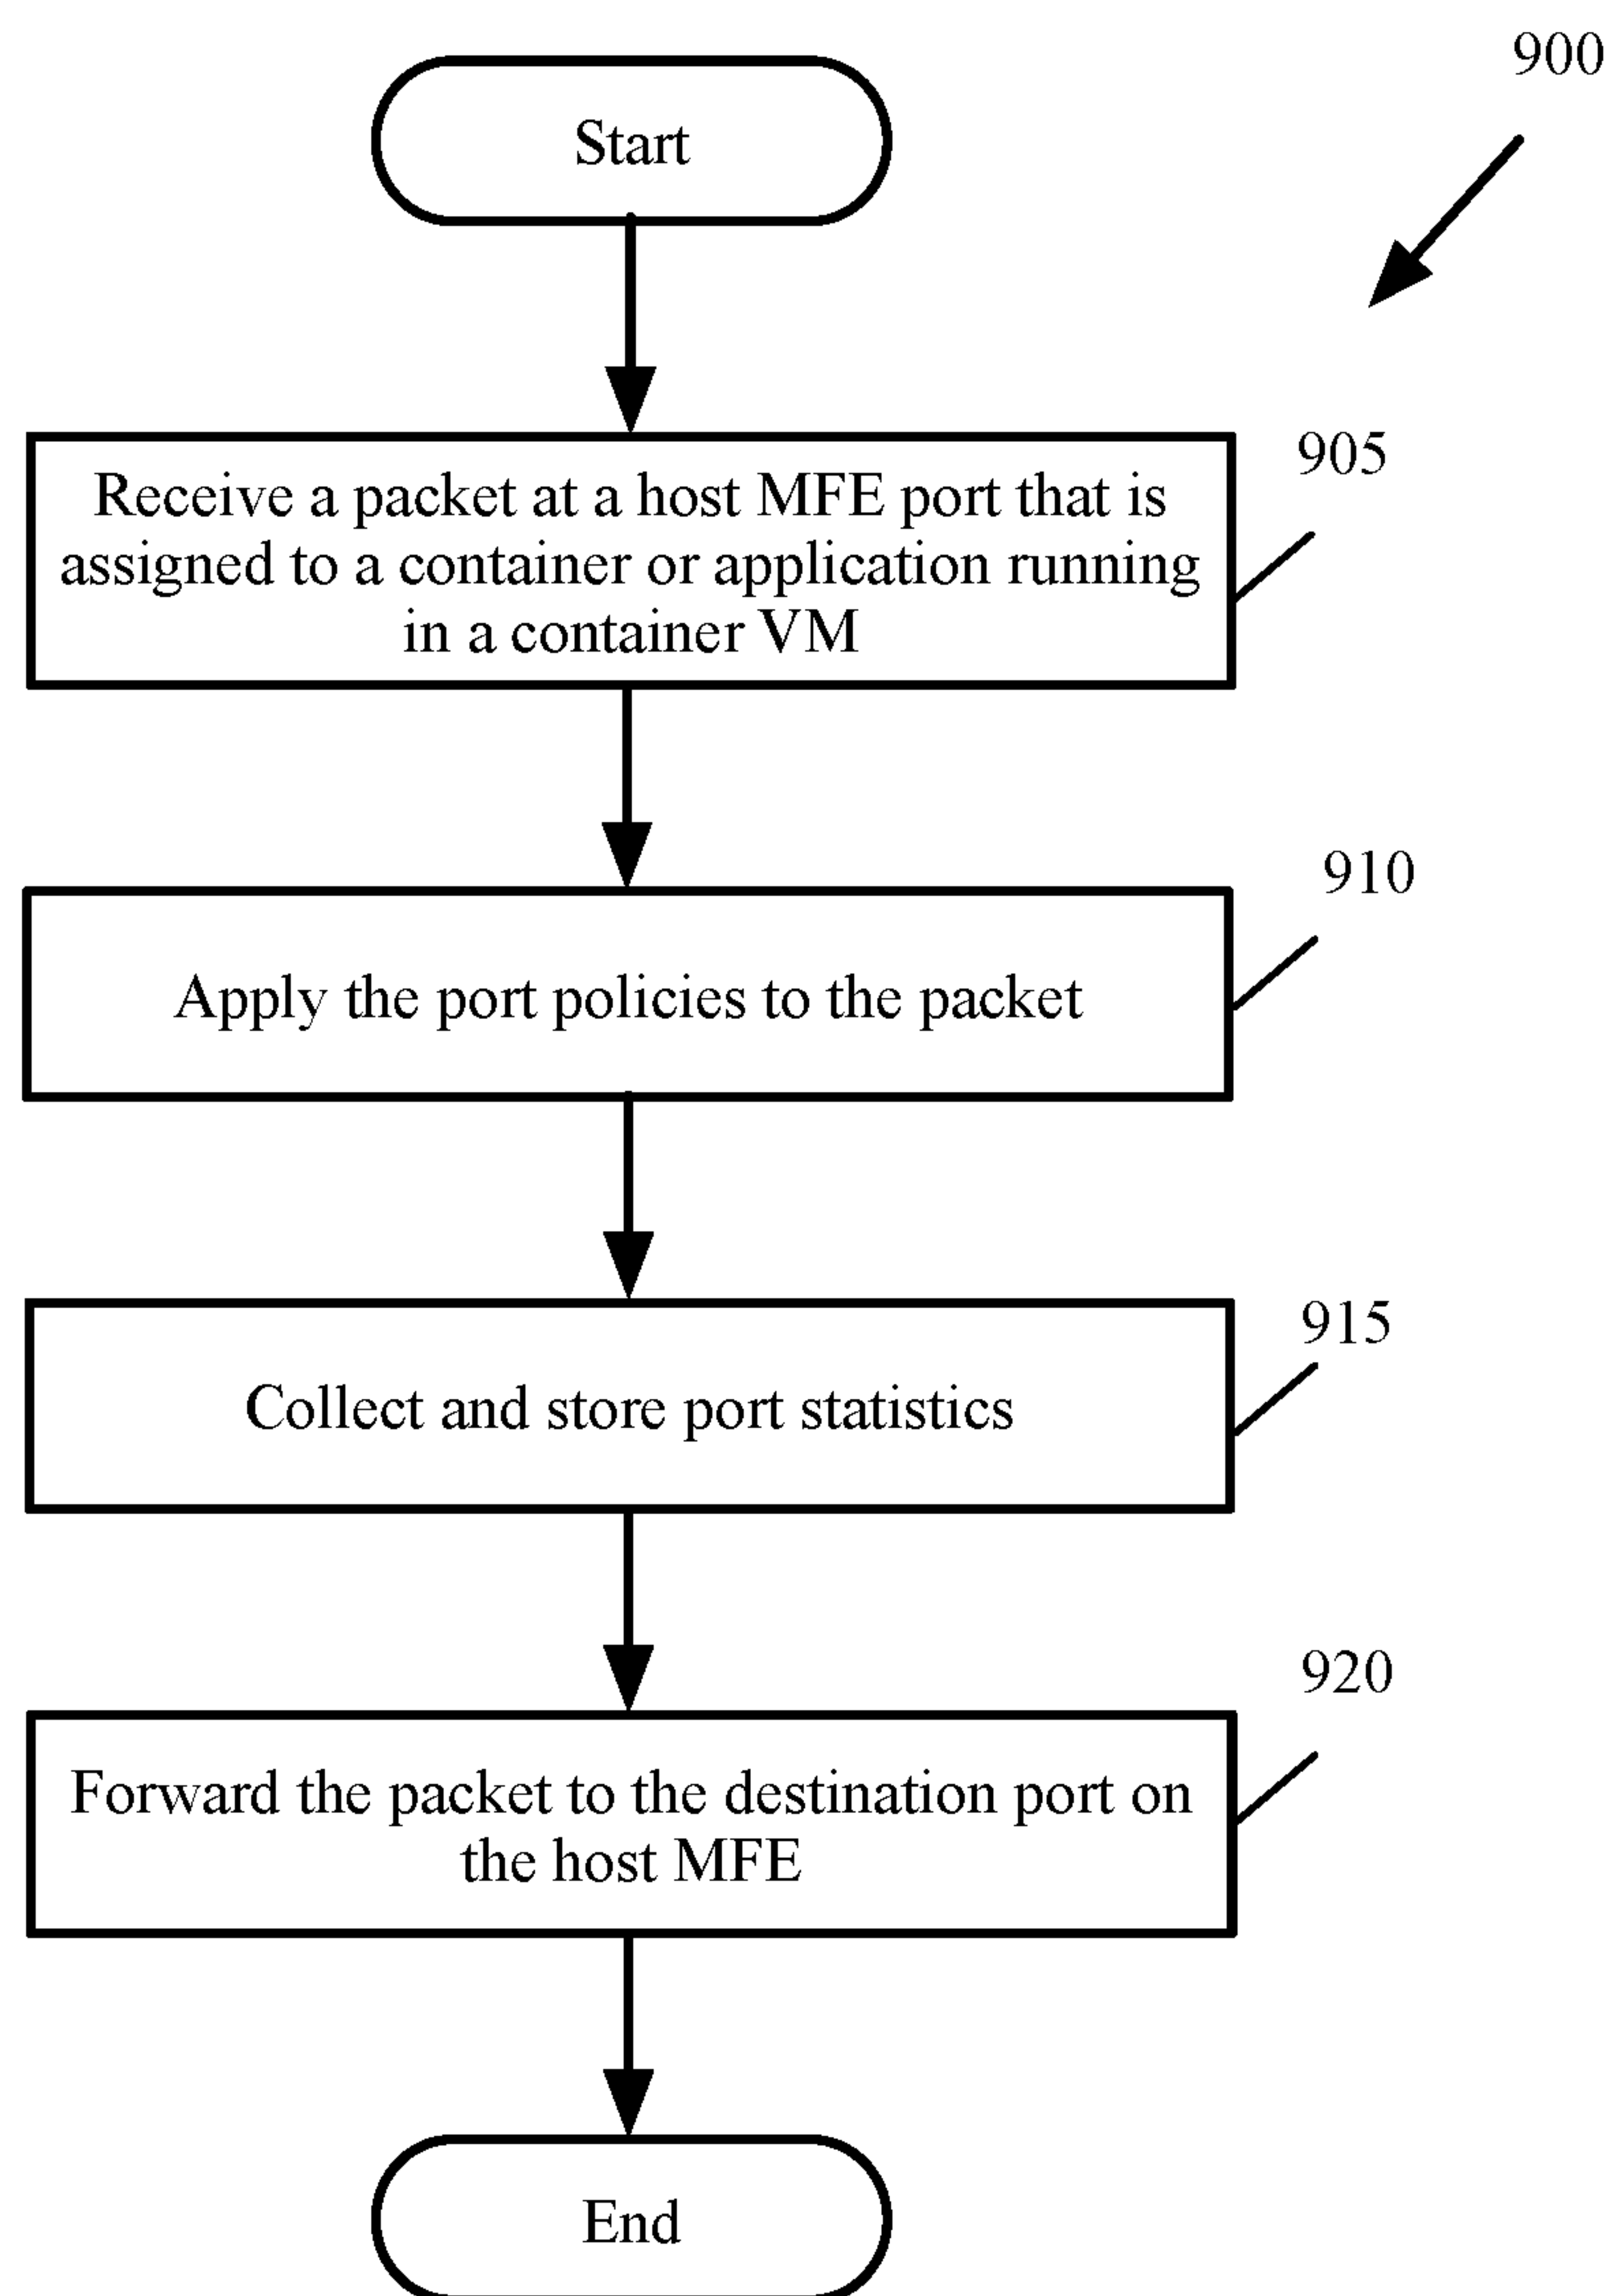 900
Start
905
Receive a packet at a host MFE port that is
assigned to a container or application running
in a container VM
910
Apply the port policies to the packet
915
Collect and store port statistics
920
Forward the packet to the destination port on
the host MFE
End